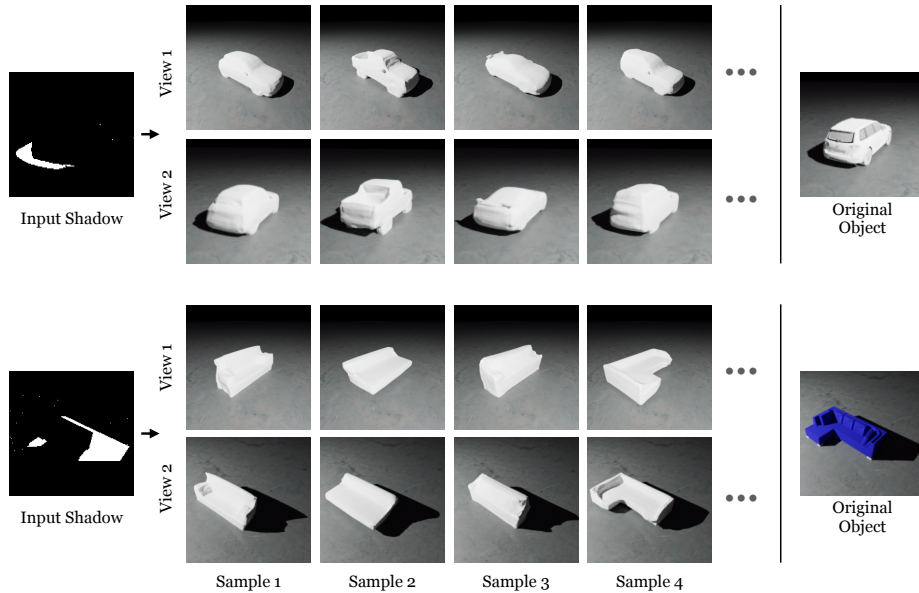 View 1
View 2
Input Shadow
Original
Object
View 1
View 2
Input Shadow
Original
Object
Sample 1
Sample 2
Sample 3
Sample 4